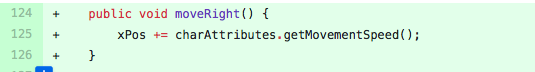 124 + public void moveRight() {
125 + xPos += charAttributes.getMovementSpeed();
126 + }